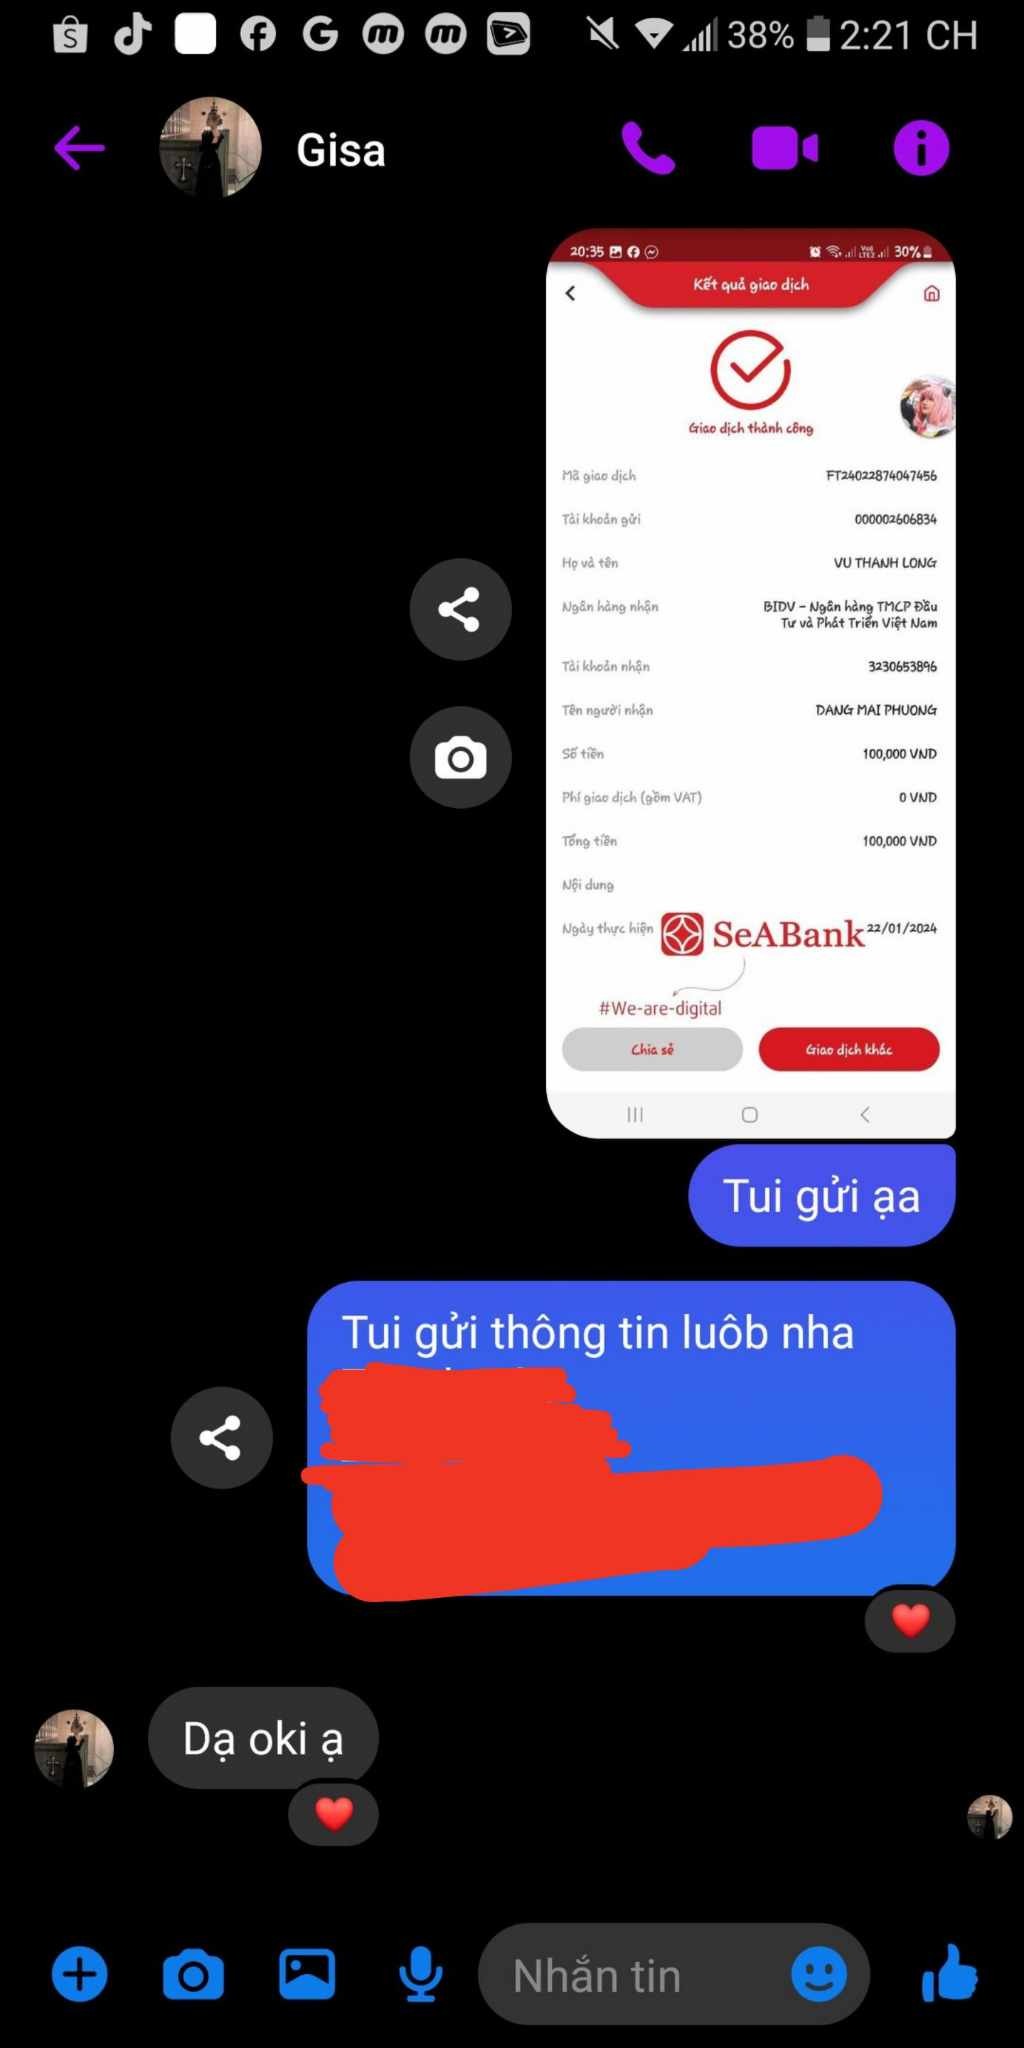 38% 2:21 CH
Gisa
20:35 30%
Kết quả giao dịch
Giao dịch thành công
Mã giao dịch FT24022874047456
Tài khoản gửi 000002606834
Họ và tên VU THANH LONG
Ngân hàng nhận BIDV - Ngân hàng TMCP Đầu
Tư và Phát Triển Việt Nam
Tài khoản nhận 3230653896
Tên người nhận DANG MAI PHUONG
Số tiền 100,000 VND
Phí giao dịch (gồm VAT) 0 VND
Tổng tiền 100,000 VND
Nội dung
Ngày thực hiện SeABank 22/01/2024
#We-are-digital
Chia sẻ Giao dịch khác
Tui gửi ạa
Tui gửi thông tin luôb nha
Dạ oki ạ
Nhắn tin